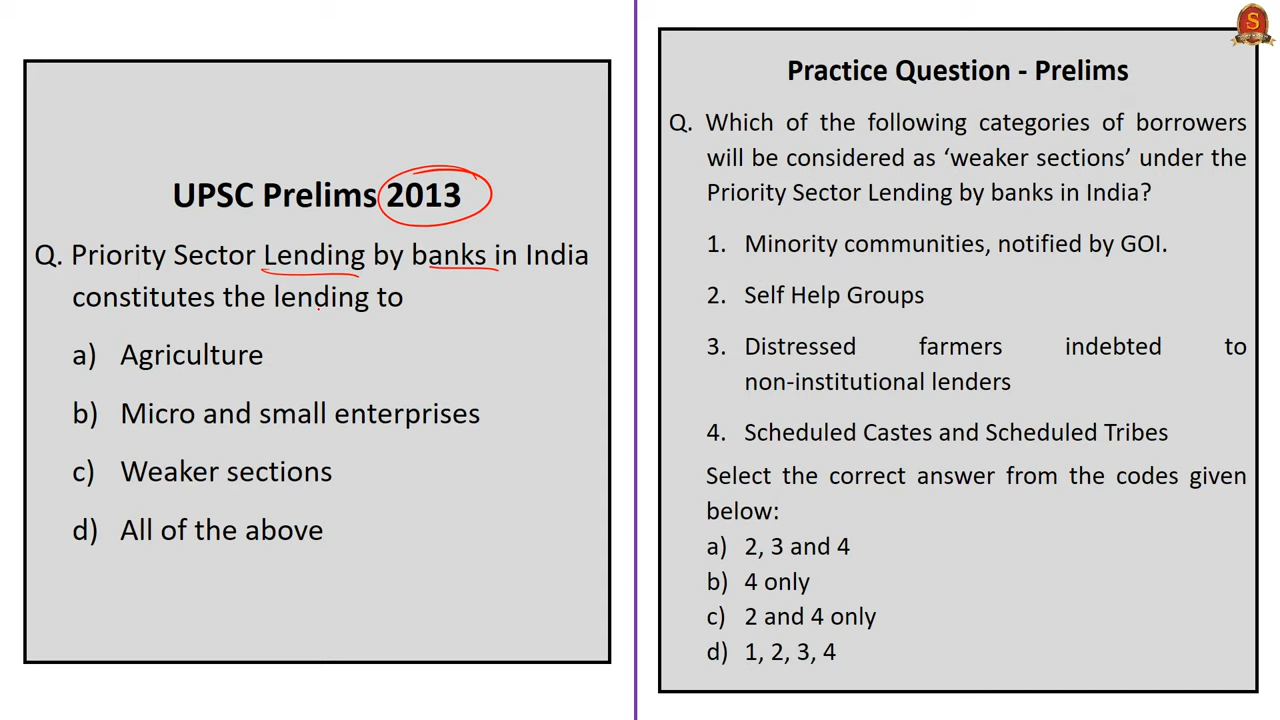 UPSC Prelims 2013
Q. Priority Sector Lending by banks in India
constitutes the lending to
a) Agriculture
b) Micro and small enterprises
c) Weaker sections
d) All of the above
S
Practice Question - Prelims
Q. Which of the following categories of borrowers
will be considered as ‘weaker sections’ under the
Priority Sector Lending by banks in India?
1. Minority communities, notified by GOI.
2. Self Help Groups
3. Distressed farmers indebted to
non-institutional lenders
4. Scheduled Castes and Scheduled Tribes
Select the correct answer from the codes given
below:
a) 2, 3 and 4
b) 4 only
c) 2 and 4 only
d) 1, 2, 3, 4